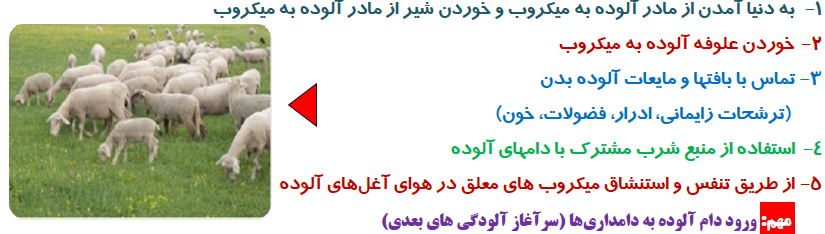 ۱- به دنیا آمدن از مادر آلوده به میکروب و خوردن شیر از مادر آلوده به میکروب
۲- خوردن علوفه آلوده به میکروب
۳- تماس با بافتها و مایعات آلوده بدن
(ترشحات زایمانی، ادرار، فضولات، خون)
۴- استفاده از منبع شرب مشترک با دامهای آلوده
۵- از طریق تنفس و استنشاق میکروب های معلق در هوای آغل‌های آلوده
مهم: ورود دام آلوده به دامداری‌ها (سرآغاز آلودگی های بعدی)